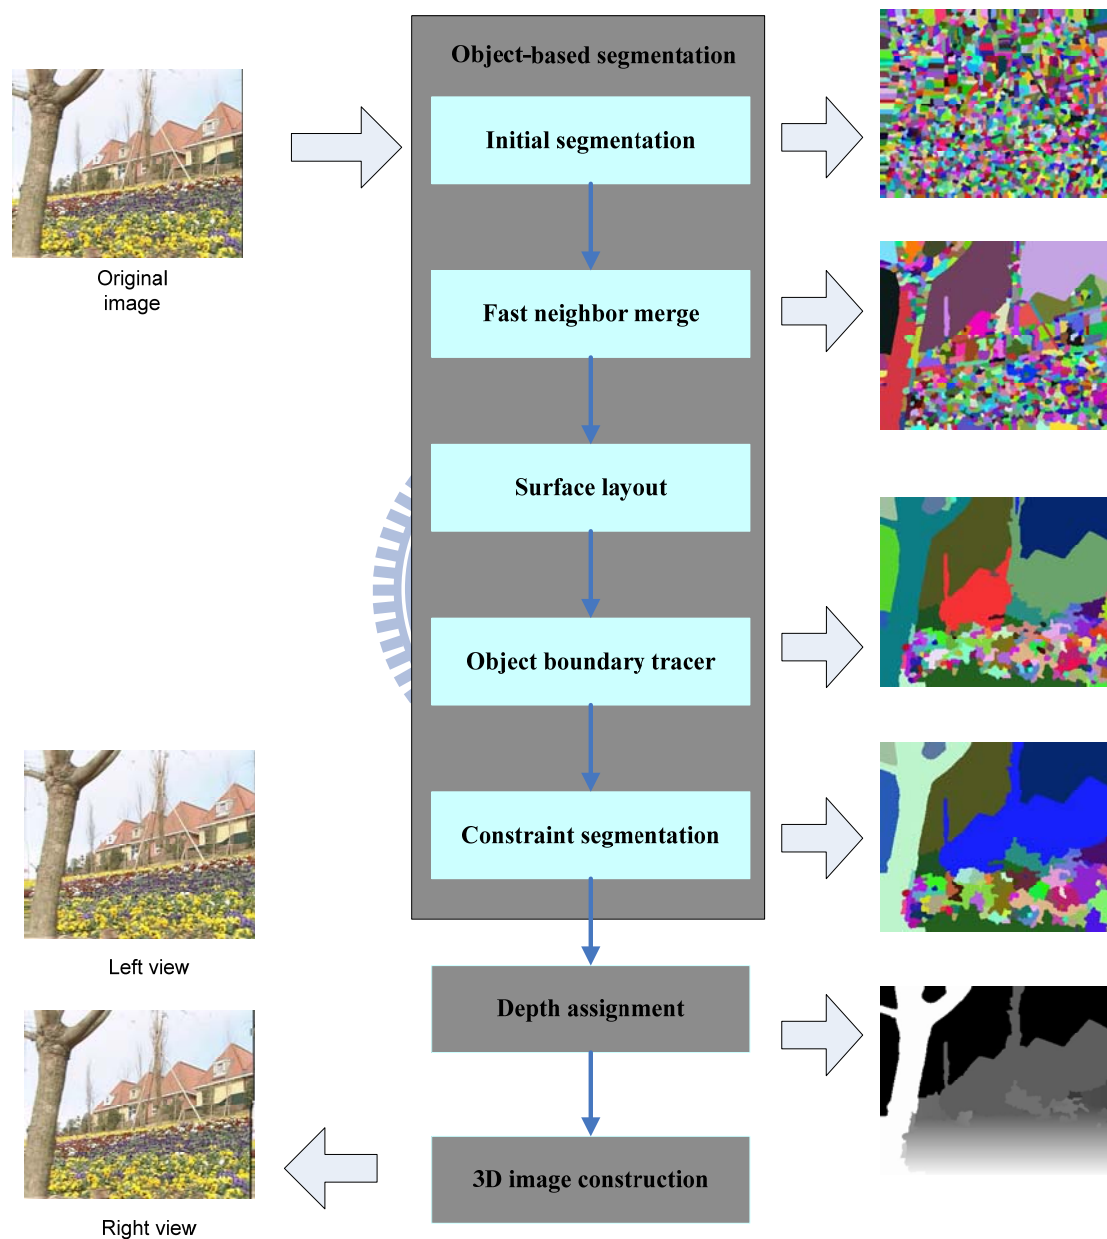 Object-based segmentation
Initial segmentation
Original
image
Fast neighbor merge
Surface layout
Object boundary tracer
Constraint segmentation
Left view
Depth assignment
3D image construction
Right view